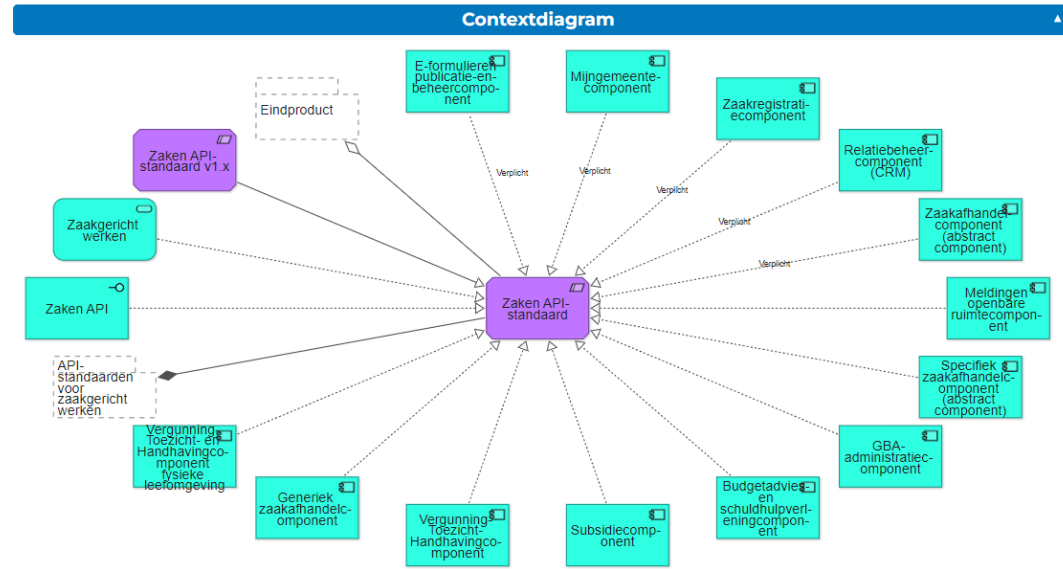 Contextdiagram
E-formulieren
publicatie-en-
beheercompo-
nent
Mijngemeente-
component
Zaakregistrati-
ecomponent
Eindproduct
Zaken API-
standaard v1.x
Relatiebeheer-
component
(CRM)
Verplicht
Verplicht
Verplicht
Verplicht
Verplicht
Zaakgericht
werken
Zaakafhandel-
component
(abstract
component)
Zaken API
Zaken API-
standaard
Meldingen
openbare
ruimtecompon-
ent
API-
standaarden
voor
zaakgericht
werken
Specifiek
zaakafhandelc-
omponent
(abstract
component)
Vergunning-
Toezicht- en
Handhavingco-
mponent
fysieke
leefomgeving
GBA-
administratiec-
omponent
Generiek
zaakafhandelc-
omponent
Vergunning-
Toezicht-
Handhavingco-
mponent
Subsidiecomp-
onent
Budgetadvies-
en
schuldhulpverl-
eningcompon-
ent